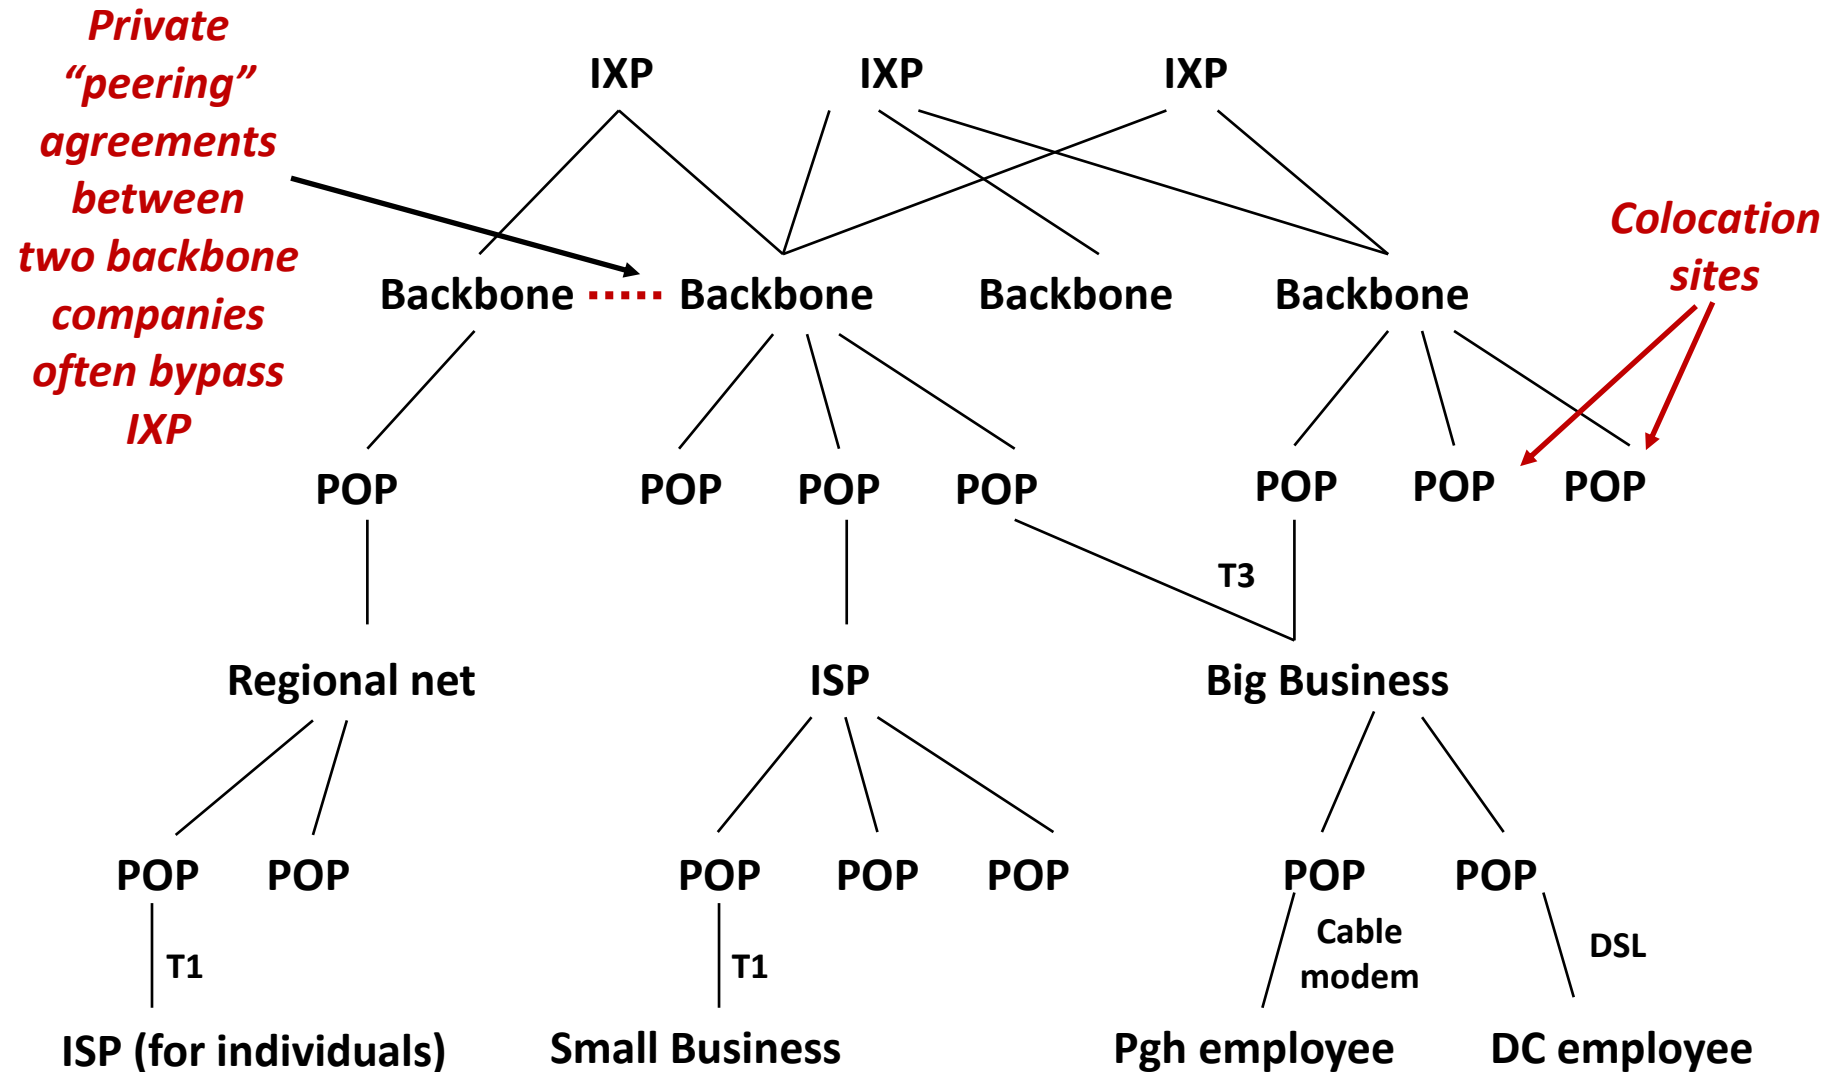 Private
“peering”
agreements
between
two backbone
companies
often bypass
IXP
IXP
IXP
IXP
Colocation
sites
Backbone
Backbone
Backbone
Backbone
POP
POP
POP
POP
POP
POP
POP
T3
Regional net
ISP
Big Business
POP
POP
POP
POP
POP
POP
POP
T1
T1
Cable
modem
DSL
ISP (for individuals)
Small Business
Pgh employee
DC employee